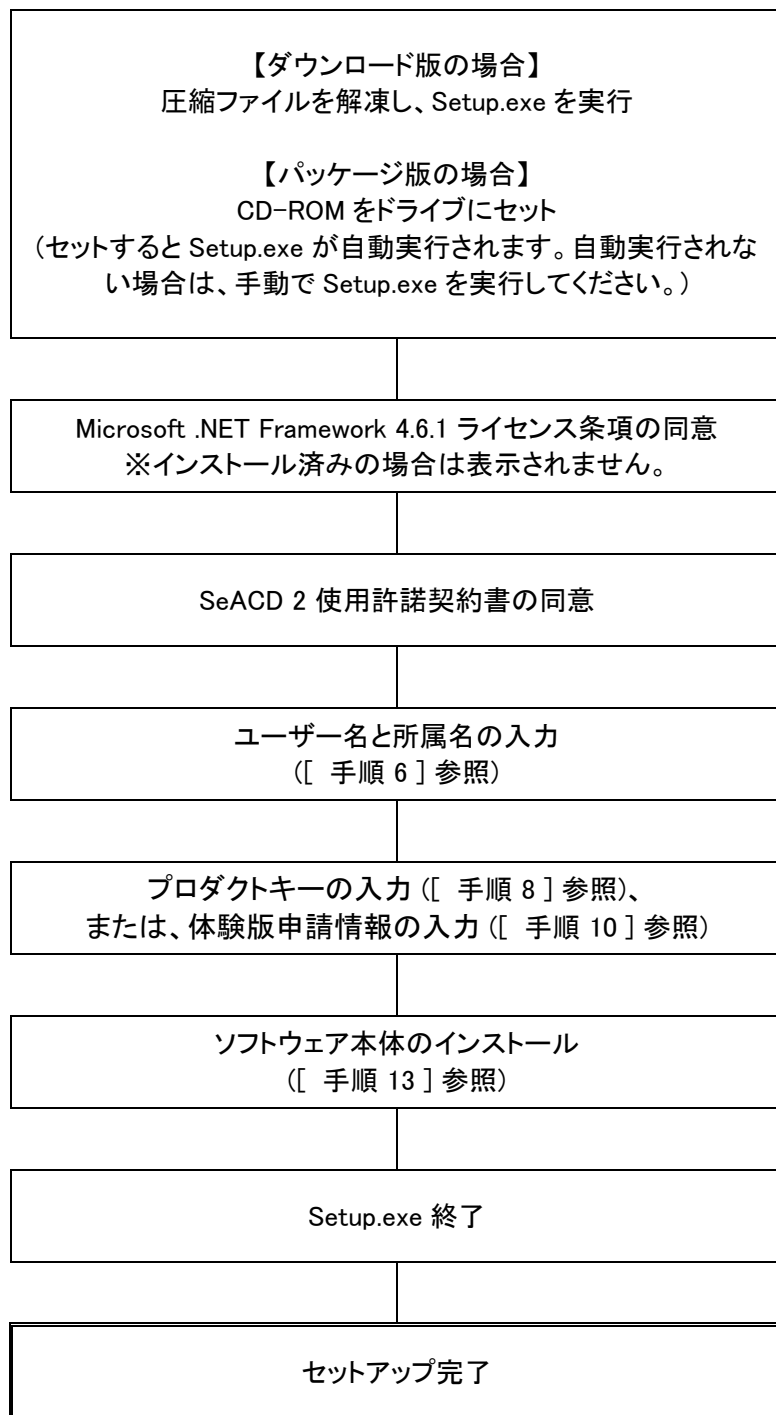 【ダウンロード版の場合】
圧縮ファイルを解凍し、Setup.exe を実行
【パッケージ版の場合】
CD-ROM をドライブにセット
（セットすると Setup.exe が自動実行されます。自動実行されな
い場合は、手動で Setup.exe を実行してください。）
Microsoft .NET Framework 4.6.1 ライセンス条項の同意
※インストール済みの場合は表示されません。
SeACD 2 使用許諾契約書の同意
ユーザー名と所属名の入力
([ 手順 6 ] 参照)
プロダクトキーの入力 ([ 手順 8 ] 参照)、
または、体験版申請情報の入力 ([ 手順 10 ] 参照)
ソフトウェア本体のインストール
([ 手順 13 ] 参照)
Setup.exe 終了
セットアップ完了